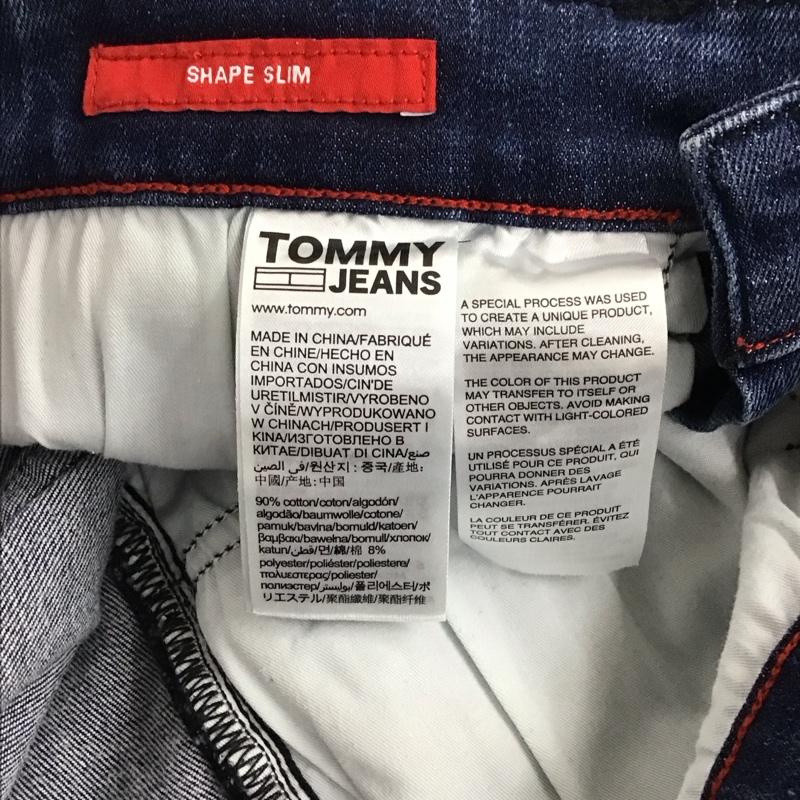 SHAPE SLIM
TOMMY
JEANS
www.tommy.com
MADE IN CHINA/FABRIQUÉ
EN CHINE/HECHO EN
CHINA CON INSUMOS
IMPORTADOS/CIN'DE
URETILMISTIR/VYROBENO
V ČÍNĚ/WYPRODUKOWANO
W CHINACH/PRODUSERT I
KINA/ИЗГОТОВЛЕНО В
КИТАЕ/DIBUAT DI CINA/صنع
في الصين/원산지 : 중국/產地:
中國/产地: 中国
90% cotton/coton/algodón/
algodão/baumwolle/cotone/
pamuk/bavlna/bomuld/katoen/
βαμβακι/bawełna/bomull/хлопок/
katun/قطن/면/綿/棉 8%
polyester/poliéster/poliestere/
πολυεστερας/poliester/
полиэстер/بوليستر/폴리에스터/ポ
リエステル/聚酯纖維/聚酯纤维
A SPECIAL PROCESS WAS USED
TO CREATE A UNIQUE PRODUCT,
WHICH MAY INCLUDE
VARIATIONS. AFTER CLEANING,
THE APPEARANCE MAY CHANGE.
THE COLOR OF THIS PRODUCT
MAY TRANSFER TO ITSELF OR
OTHER OBJECTS. AVOID MAKING
CONTACT WITH LIGHT-COLORED
SURFACES.
UN PROCESSUS SPÉCIAL A ÉTÉ
UTILISÉ POUR CE PRODUIT. QUI
POURRA DONNER DES
VARIATIONS. APRÈS LAVAGE
L'APPARENCE POURRAIT
CHANGER.
LA COULEUR DE CE PRODUIT
PEUT SE TRANSFÉRER. ÉVITEZ
TOUT CONTACT AVEC DES
COULEURS CLAIRES.